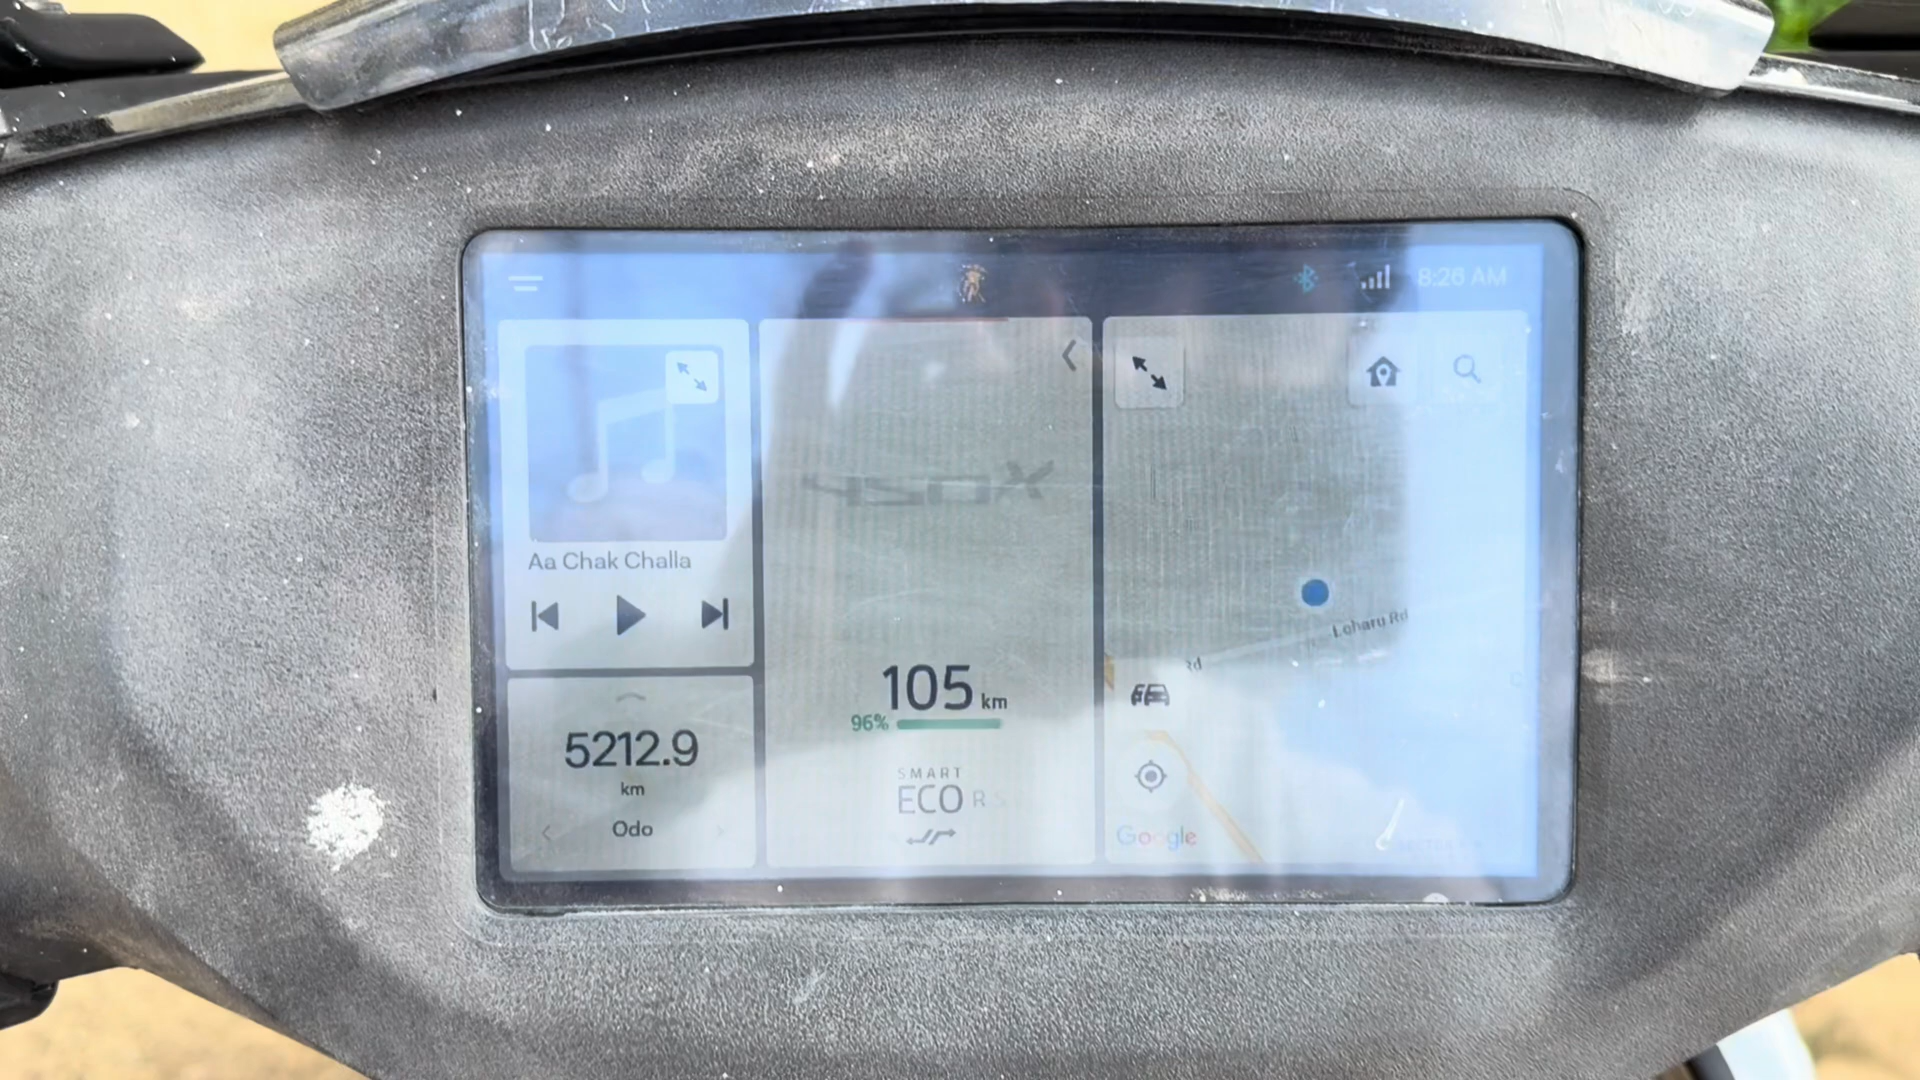 8:26 AM
Aa Chak Challa
5212.9
km
Odo
450X
105 km
96%
SMART
ECO R S
Loharu Rd
Rd
Google